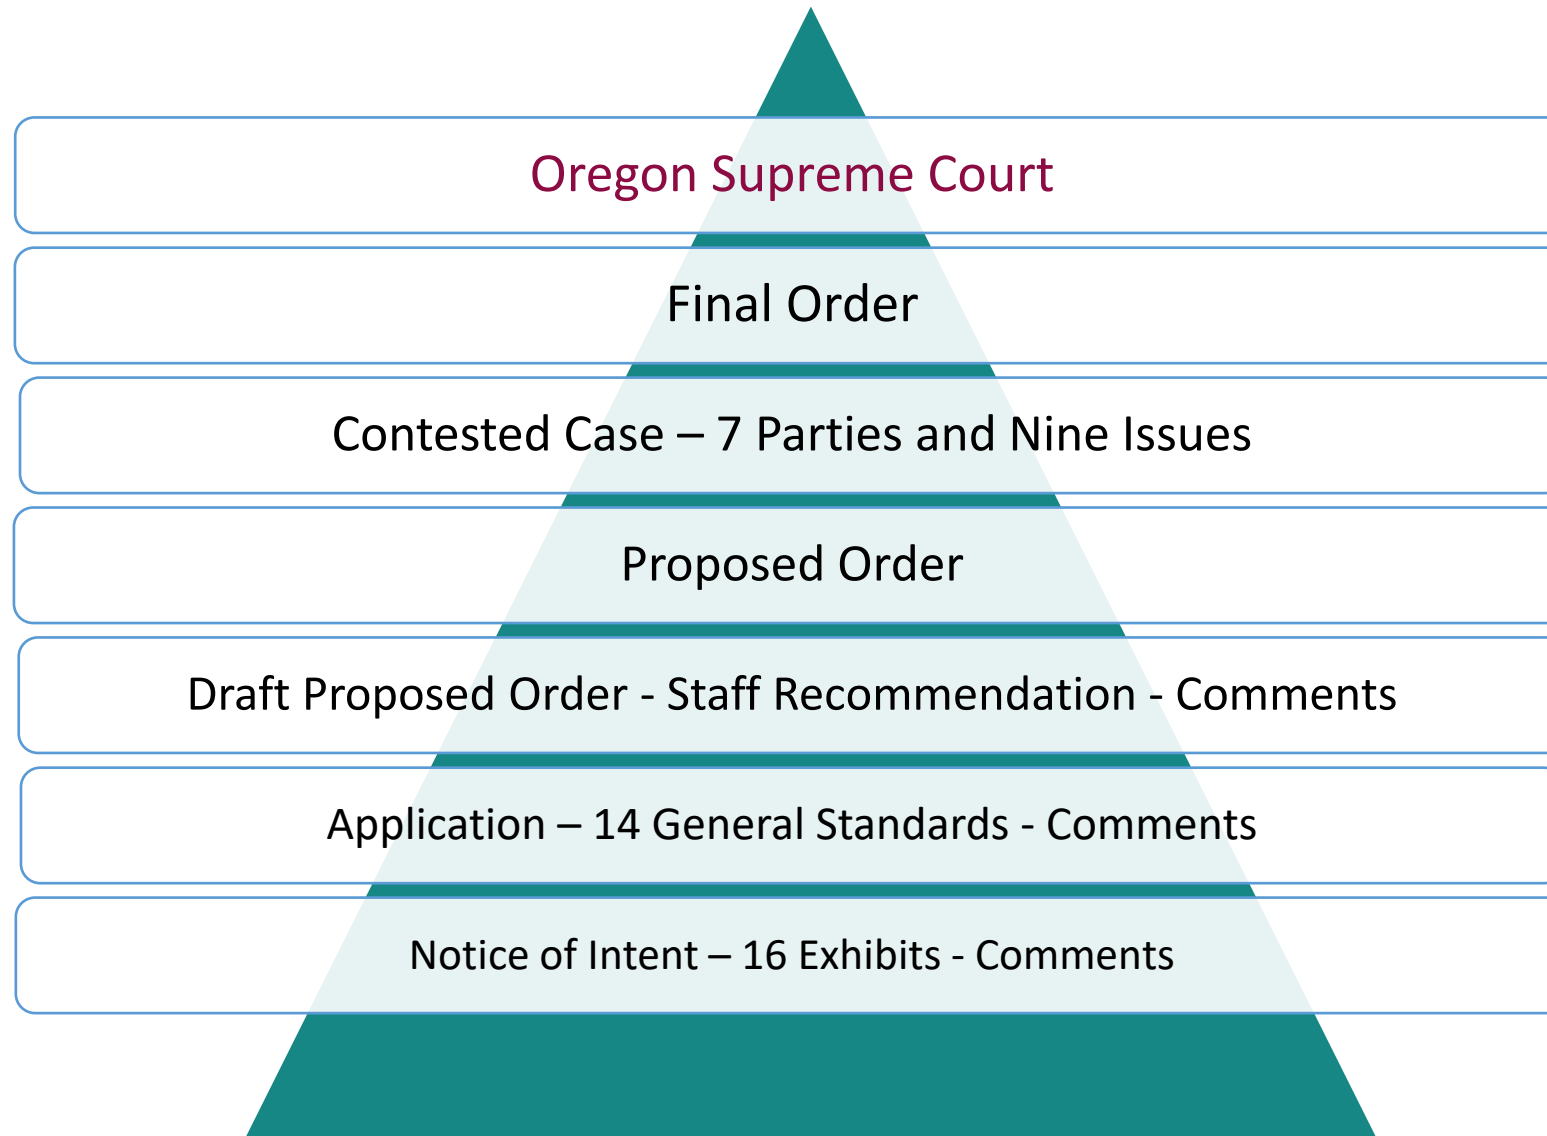 Oregon Supreme Court
Final Order
Contested Case – 7 Parties and Nine Issues
Proposed Order
Draft Proposed Order - Staff Recommendation - Comments
Application – 14 General Standards - Comments
Notice of Intent – 16 Exhibits - Comments